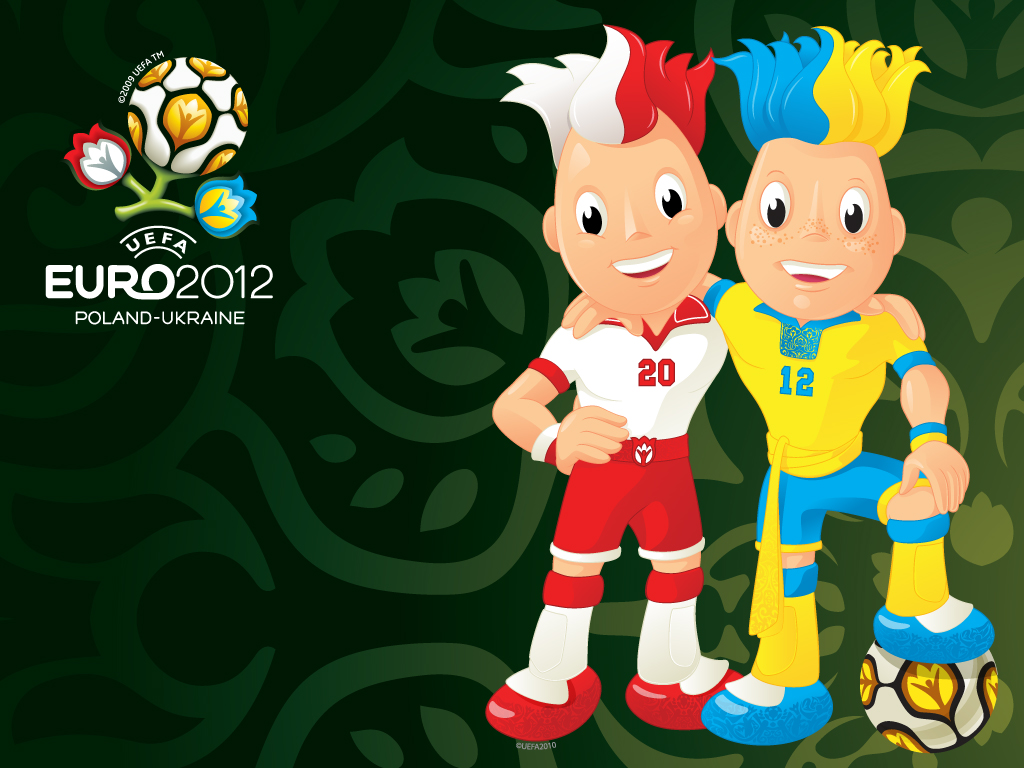 ©2009 UEFA TM
UEFA
EURO2012
POLAND-UKRAINE
20
12
©UEFA2010